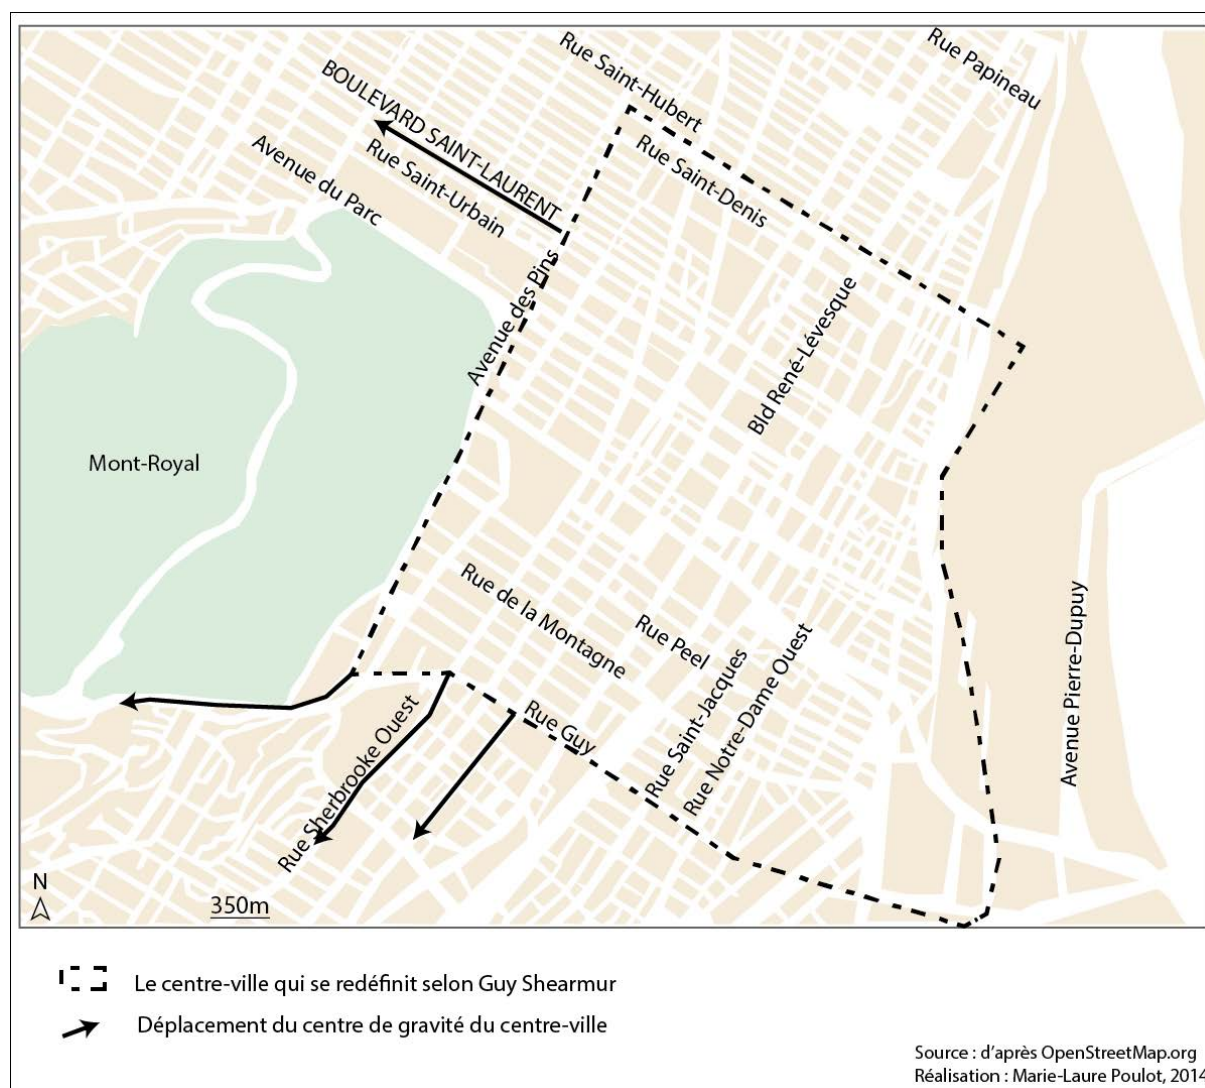 Rue Papineau
Rue Saint-Hubert
BOULEVARD SAINT-LAURENT
Rue Saint-Denis
Avenue du Parc
Rue Saint-Urbain
Avenue des Pins
Bld René-Lévesque
Mont-Royal
Rue de la Montagne
Rue Peel
Rue Saint-Jacques
Rue Notre-Dame Ouest
Avenue Pierre-Dupuy
Rue Guy
Rue Sherbrooke Ouest
N
350m
Le centre-ville qui se redéfinit selon Guy Shearmur
Déplacement du centre de gravité du centre-ville
Source : d'après OpenStreetMap.org
Réalisation : Marie-Laure Poulot, 2014